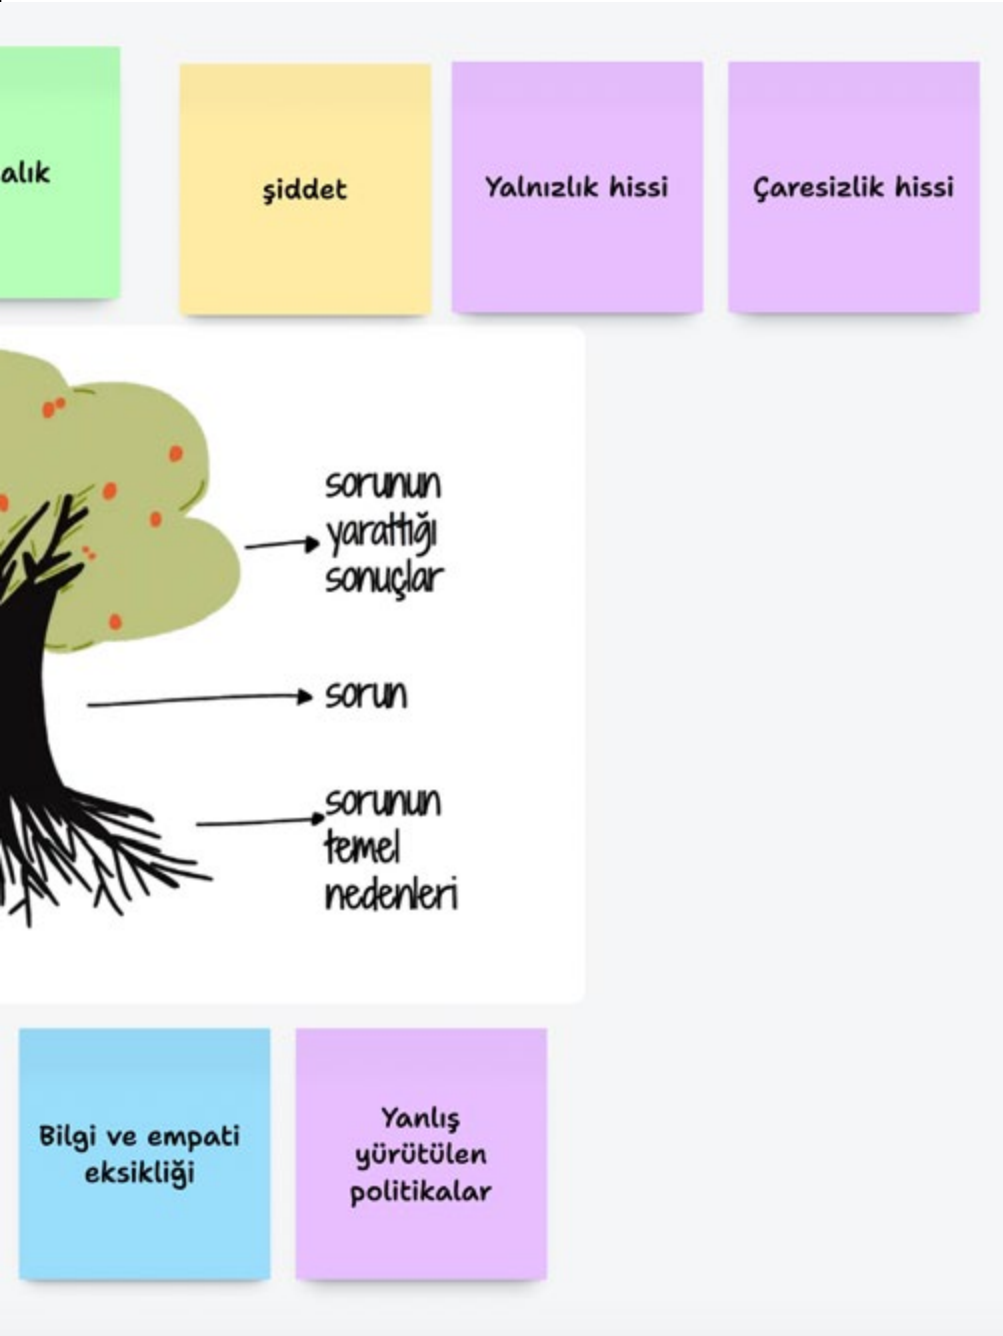 alık
şiddet
Yalnızlık hissi
Çaresizlik hissi
sorunun
yarattığı
sonuçlar
sorun
sorunun
temel
nedenleri
Bilgi ve empati
eksikliği
Yanlış
yürütülen
politikalar